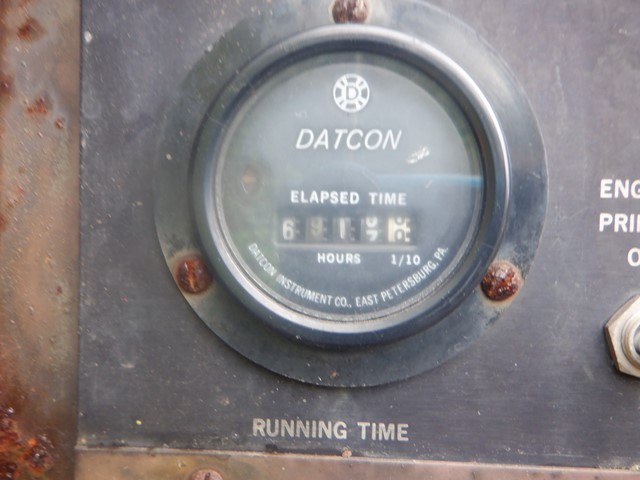 D
DATCON
ELAPSED TIME
HOURS 1/10
DATCON INSTRUMENT CO., EAST PETERSBURG, PA.
RUNNING TIME
ENG
PRI
O